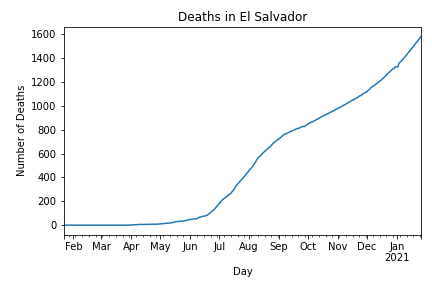 Deaths in El Salvador
Number of Deaths
1600
1400
1200
1000
800
600
400
200
0
Feb Mar Apr May Jun Jul Aug Sep Oct Nov Dec Jan
2021
Day